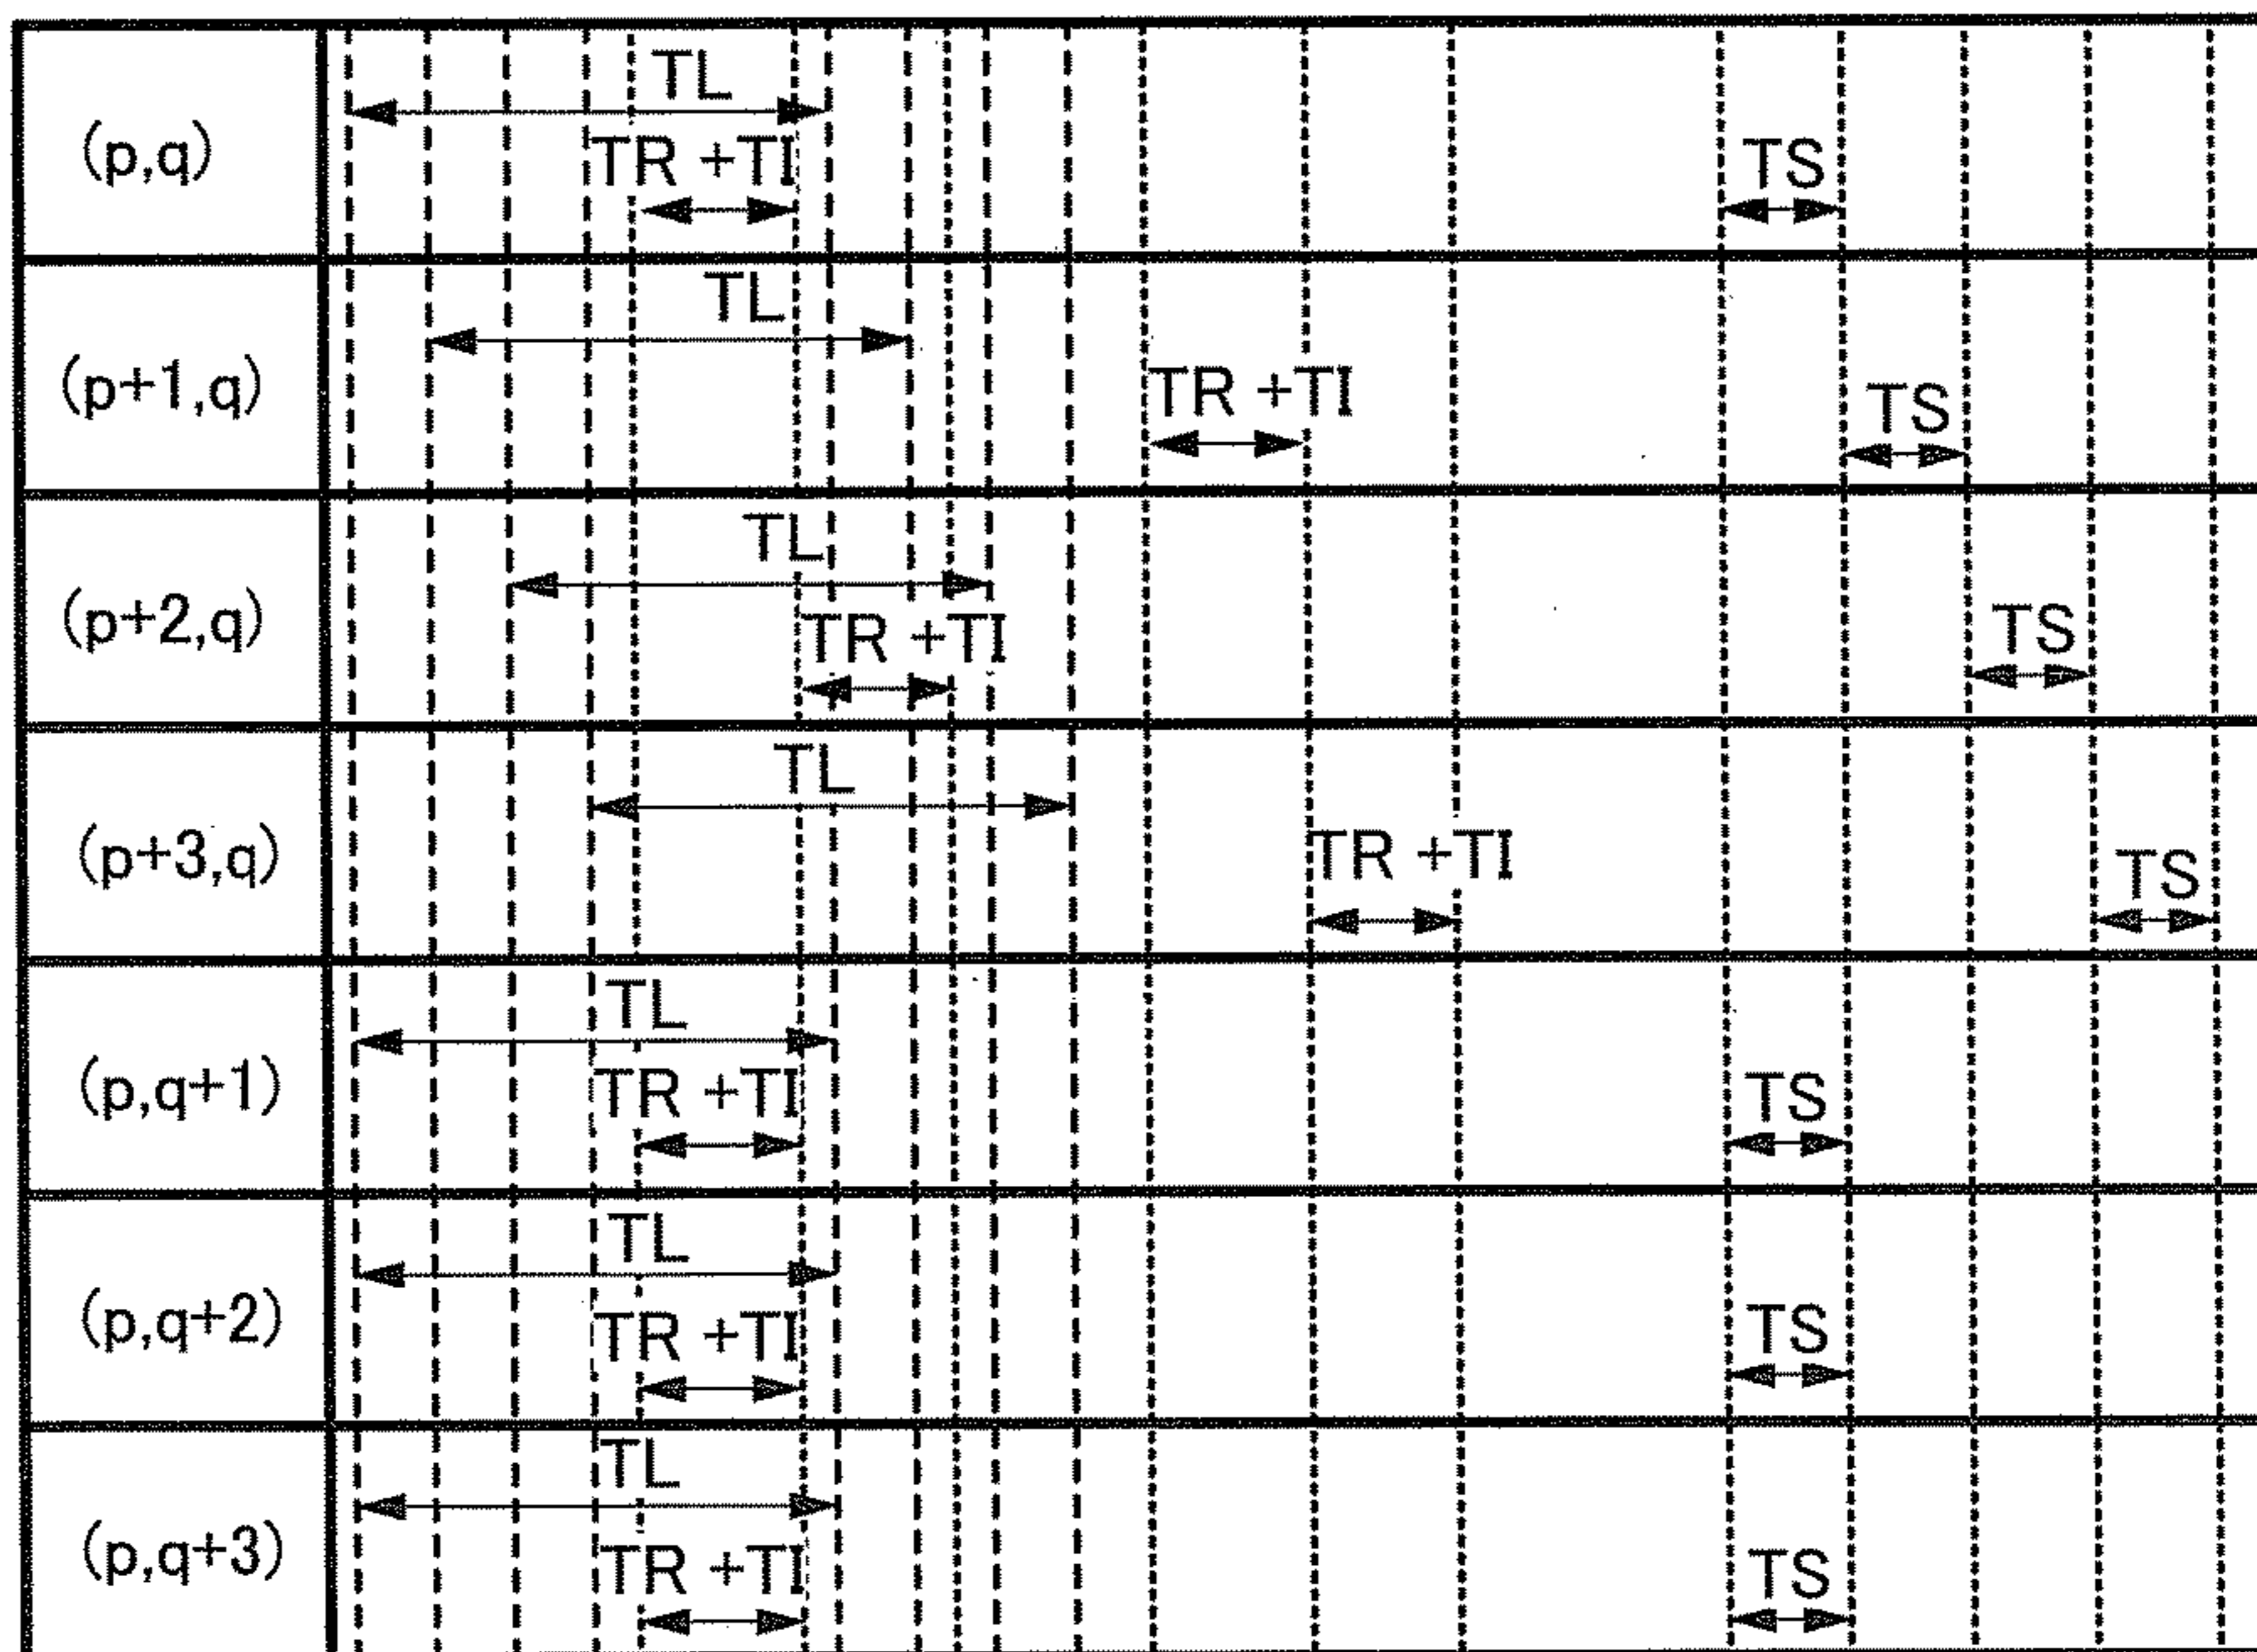 TL
(p,q)
TR +TI
TS
TL
(p+1,q)
TR +TI
TS
TL
(p+2,q)
TR +TI
TS
TL
(p+3,q)
TR +TI
TS
TL
(p,q+1)
TR +TI
TS
TL
(p,q+2)
TR +TI
TS
TL
(p,q+3)
TR +TI
TS